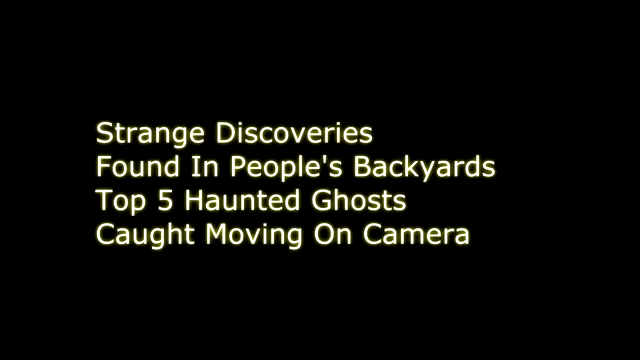 Strange Discoveries
Found In People's Backyards
Top 5 Haunted Ghosts
Caught Moving On Camera